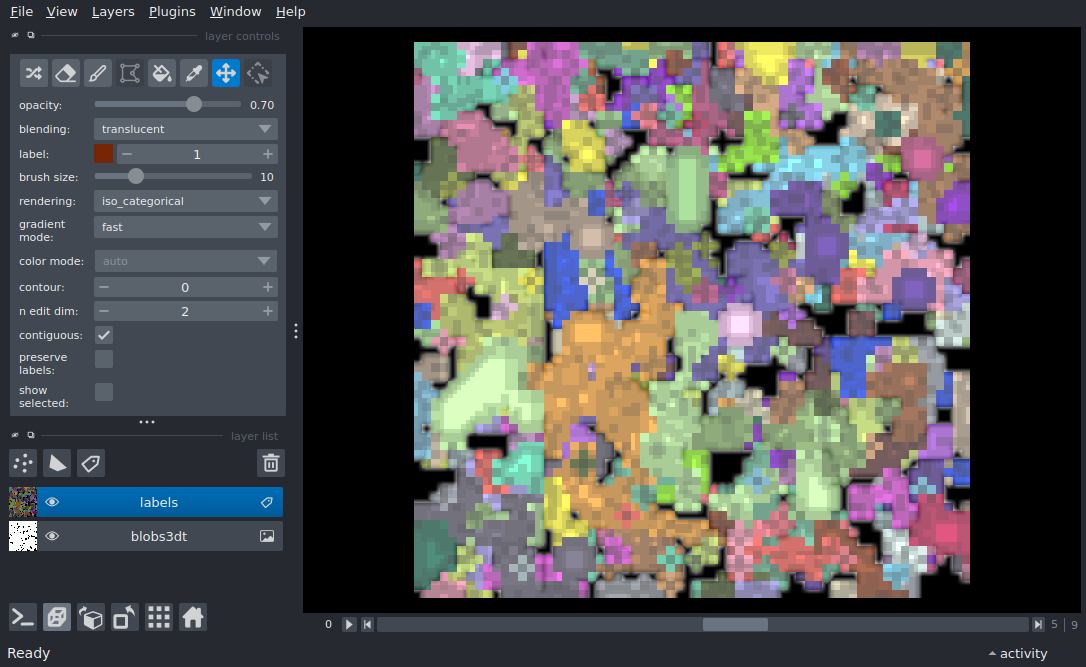 File View Layers Plugins Window Help
layer controls
opacity: 0.70
blending: translucent
label: 1
brush size: 10
rendering: iso_categorical
gradient
mode: fast
color mode: auto
contour: 0
n edit dim: 2
contiguous:
preserve
labels:
show
selected:
layer list
labels
blobs3dt
0 5 9
Ready activity